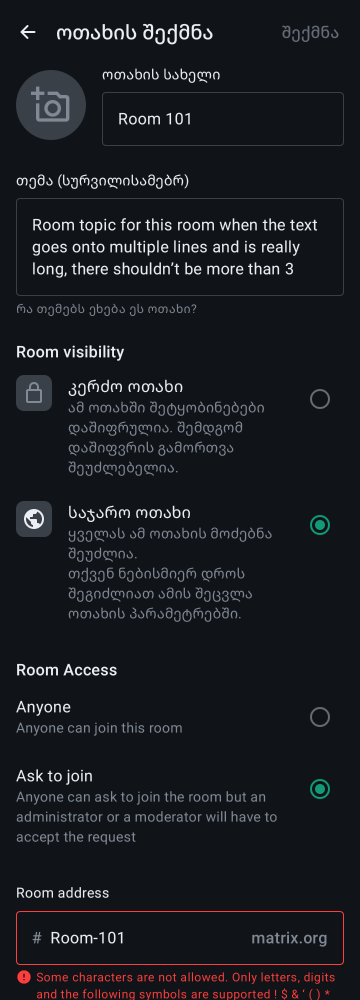 ოთახის შექმნა
შექმნა
ოთახის სახელი
Room 101
თემა (სურვილისამებრ)
Room topic for this room when the text
goes onto multiple lines and is really
long, there shouldn’t be more than 3
რა თემებს ეხება ეს ოთახი?
Room visibility
კერძო ოთახი
ამ ოთახში შეტყობინებები
დაშიფრულია. შემდგომ
დაშიფვრის გამორთვა
შეუძლებელია.
საჯარო ოთახი
ყველას ამ ოთახის მოძებნა
შეუძლია.
თქვენ ნებისმიერ დროს
შეგიძლიათ ამის შეცვლა
ოთახის პარამეტრებში.
Room Access
Anyone
Anyone can join this room
Ask to join
Anyone can ask to join the room but an
administrator or a moderator will have to
accept the request
Room address
# Room-101 matrix.org
Some characters are not allowed. Only letters, digits
and the following symbols are supported ! $ & ‘ ( ) *